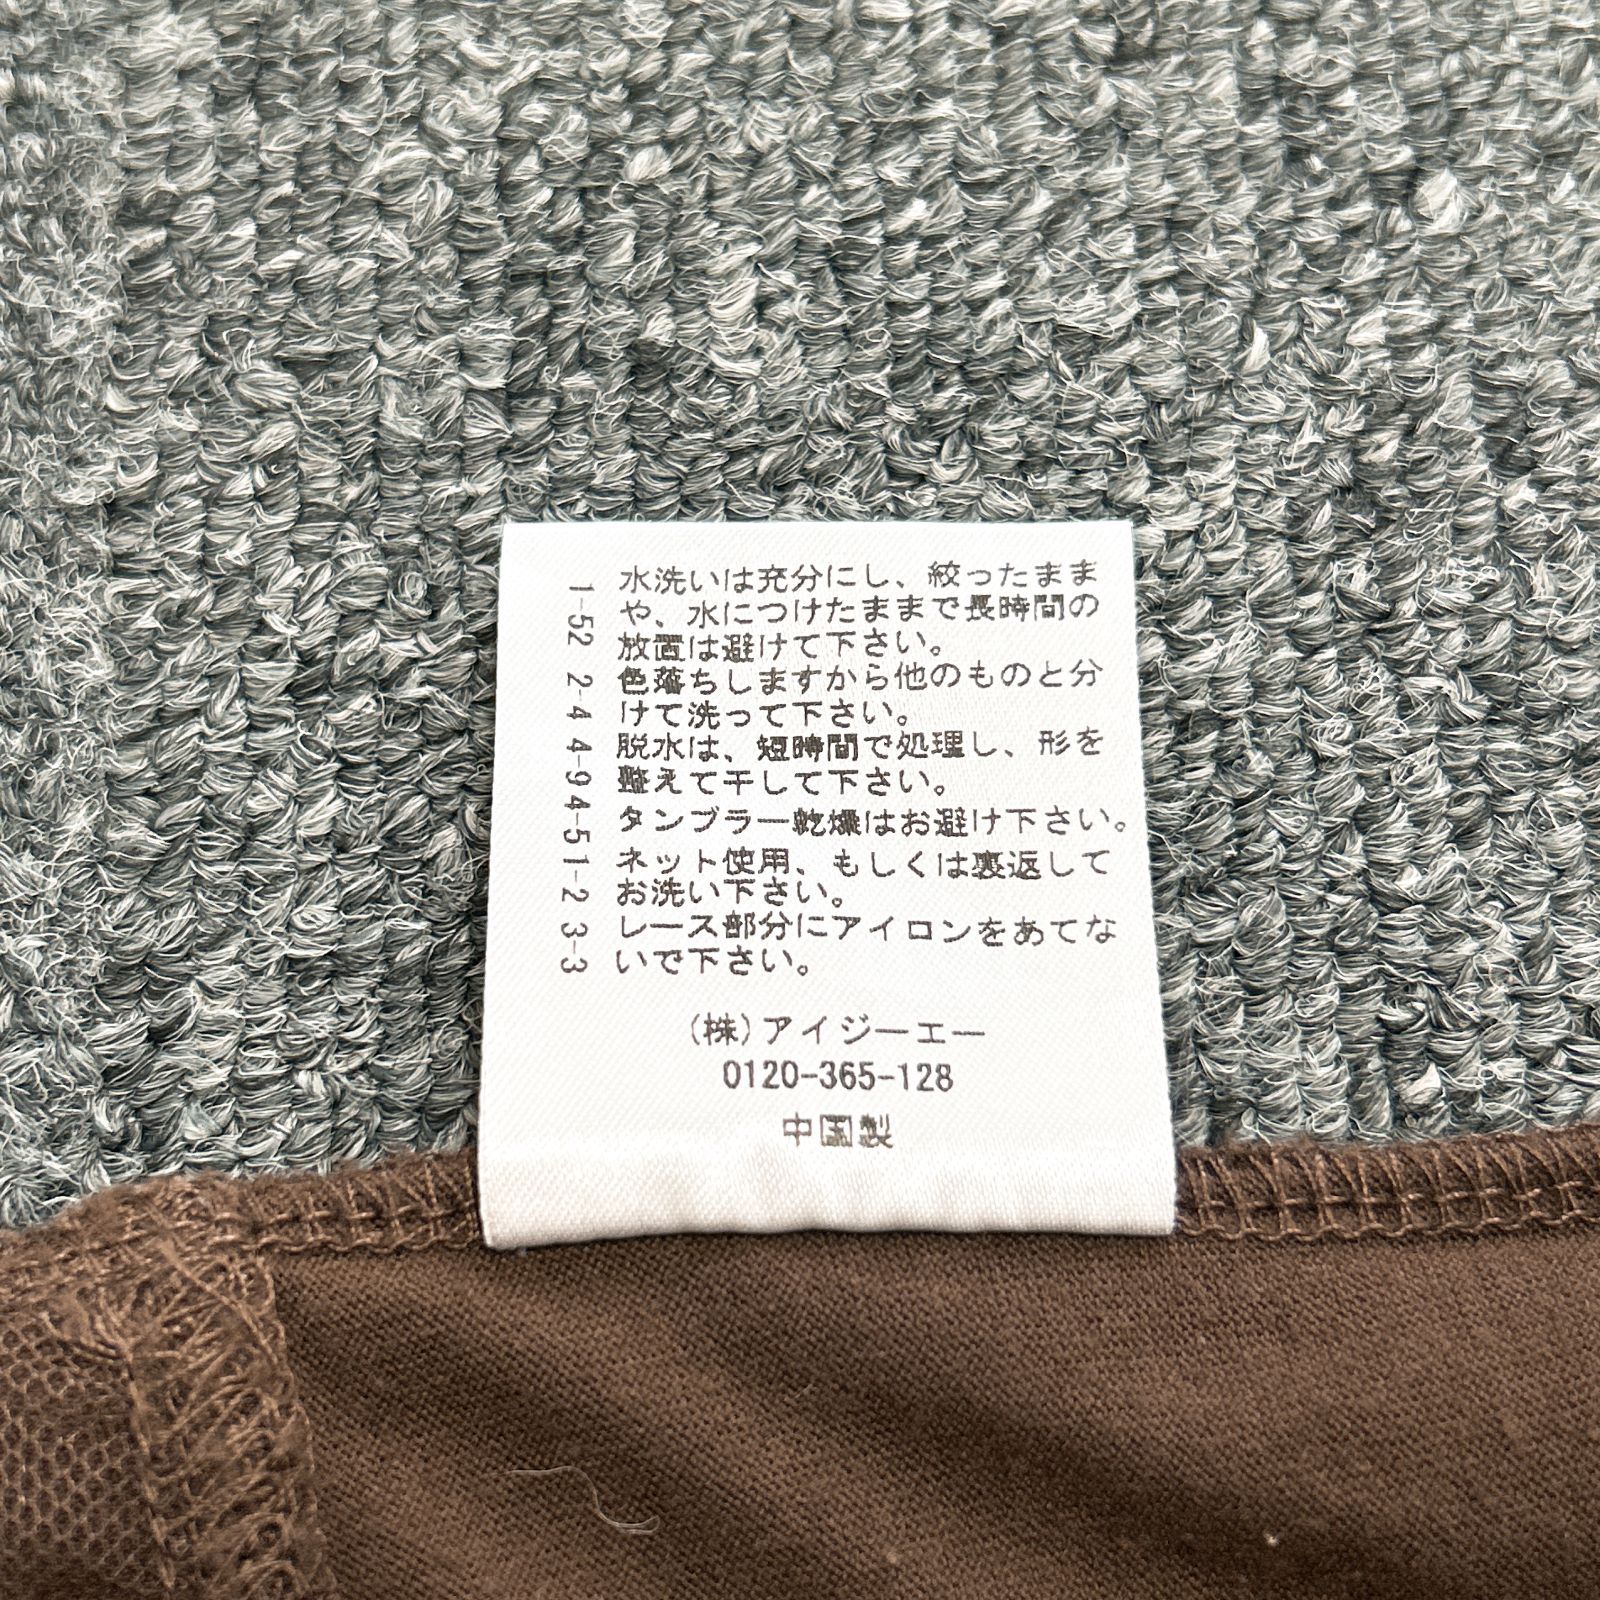 水洗いは充分にし、絞ったまま
や、水につけたままで長時間の
放置は避けて下さい。
色落ちしますから他のものと分
けて洗って下さい。
脱水は、短時間で処理し、形を
整えて干して下さい。
タンブラー乾燥はお避け下さい。
ネット使用、もしくは裏返して
お洗い下さい。
レース部分にアイロンをあてな
いで下さい。
1-52 2-4 4-94-51-2 3-3
(株)アイジーエー
0120-365-128
中国製